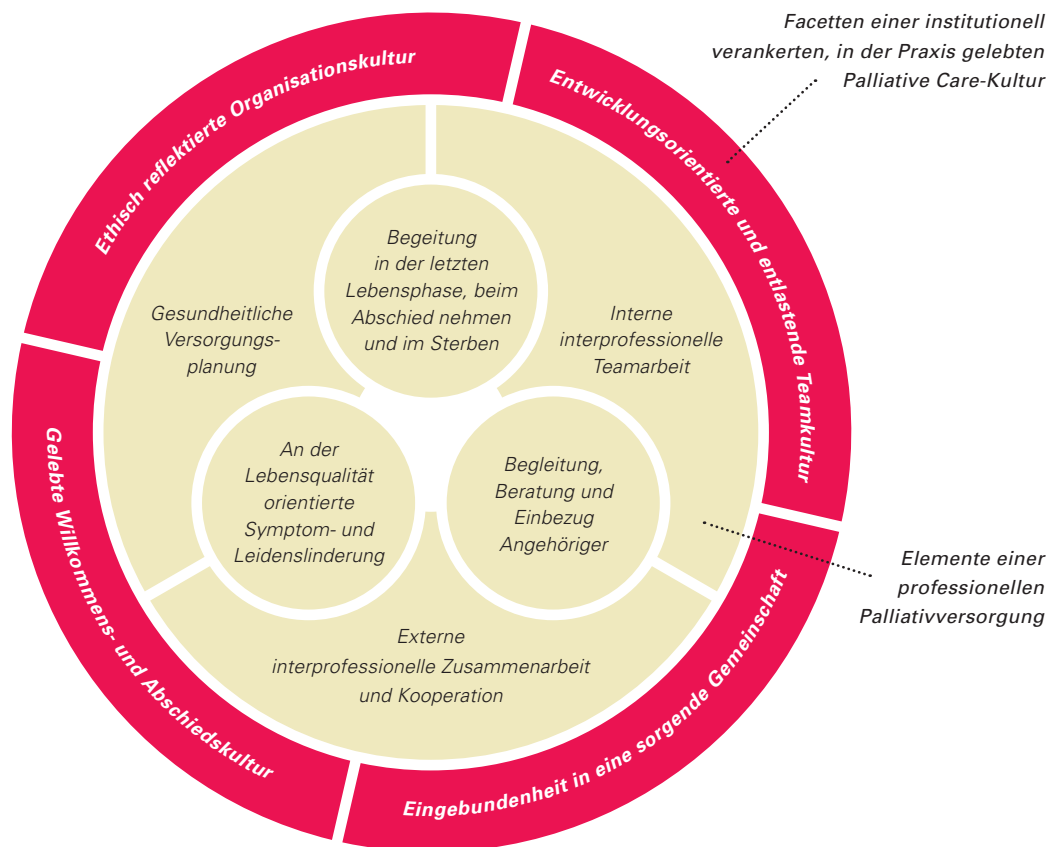 Facetten einer institutionell
verankerten, in der Praxis gelebten
Palliative Care-Kultur
Ethisch reflektierte Organisationskultur
Entwicklungsorientierte und entlastende Teamkultur
Begeitung
in der letzten
Lebensphase, beim
Abschied nehmen
und im Sterben
Gesundheitliche
Versorgungs-
planung
Interne
interprofessionelle
Teamarbeit
An der
Lebensqualität
orientierte
Symptom- und
Leidenslinderung
Begleitung,
Beratung und
Einbezug
Angehöriger
Elemente einer
professionellen
Palliativversorgung
Externe
interprofessionelle Zusammenarbeit
und Kooperation
Gelebte Willkommens- und Abschiedskultur
Eingebundenheit in eine sorgende Gemeinschaft